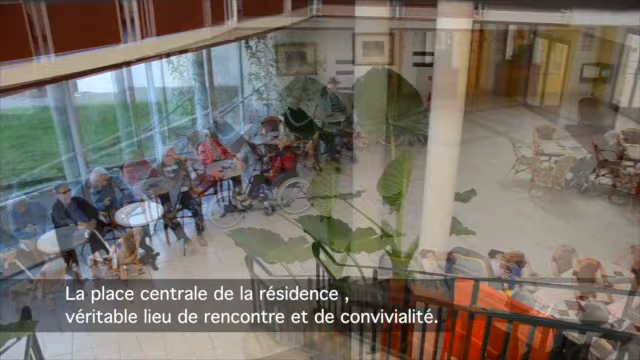 La place centrale de la résidence ,
véritable lieu de rencontre et de convivialité.